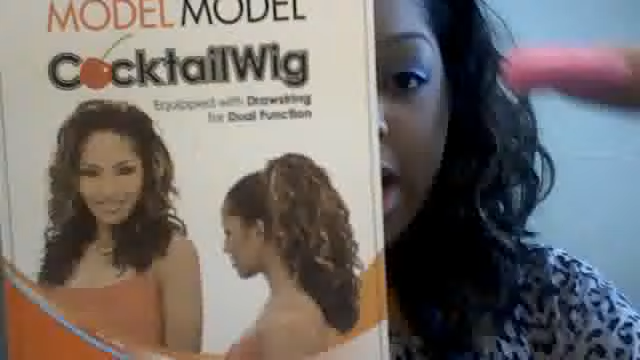 MODEL MODEL
CocktailWig
Equipped with Drawstring
for Dual Function